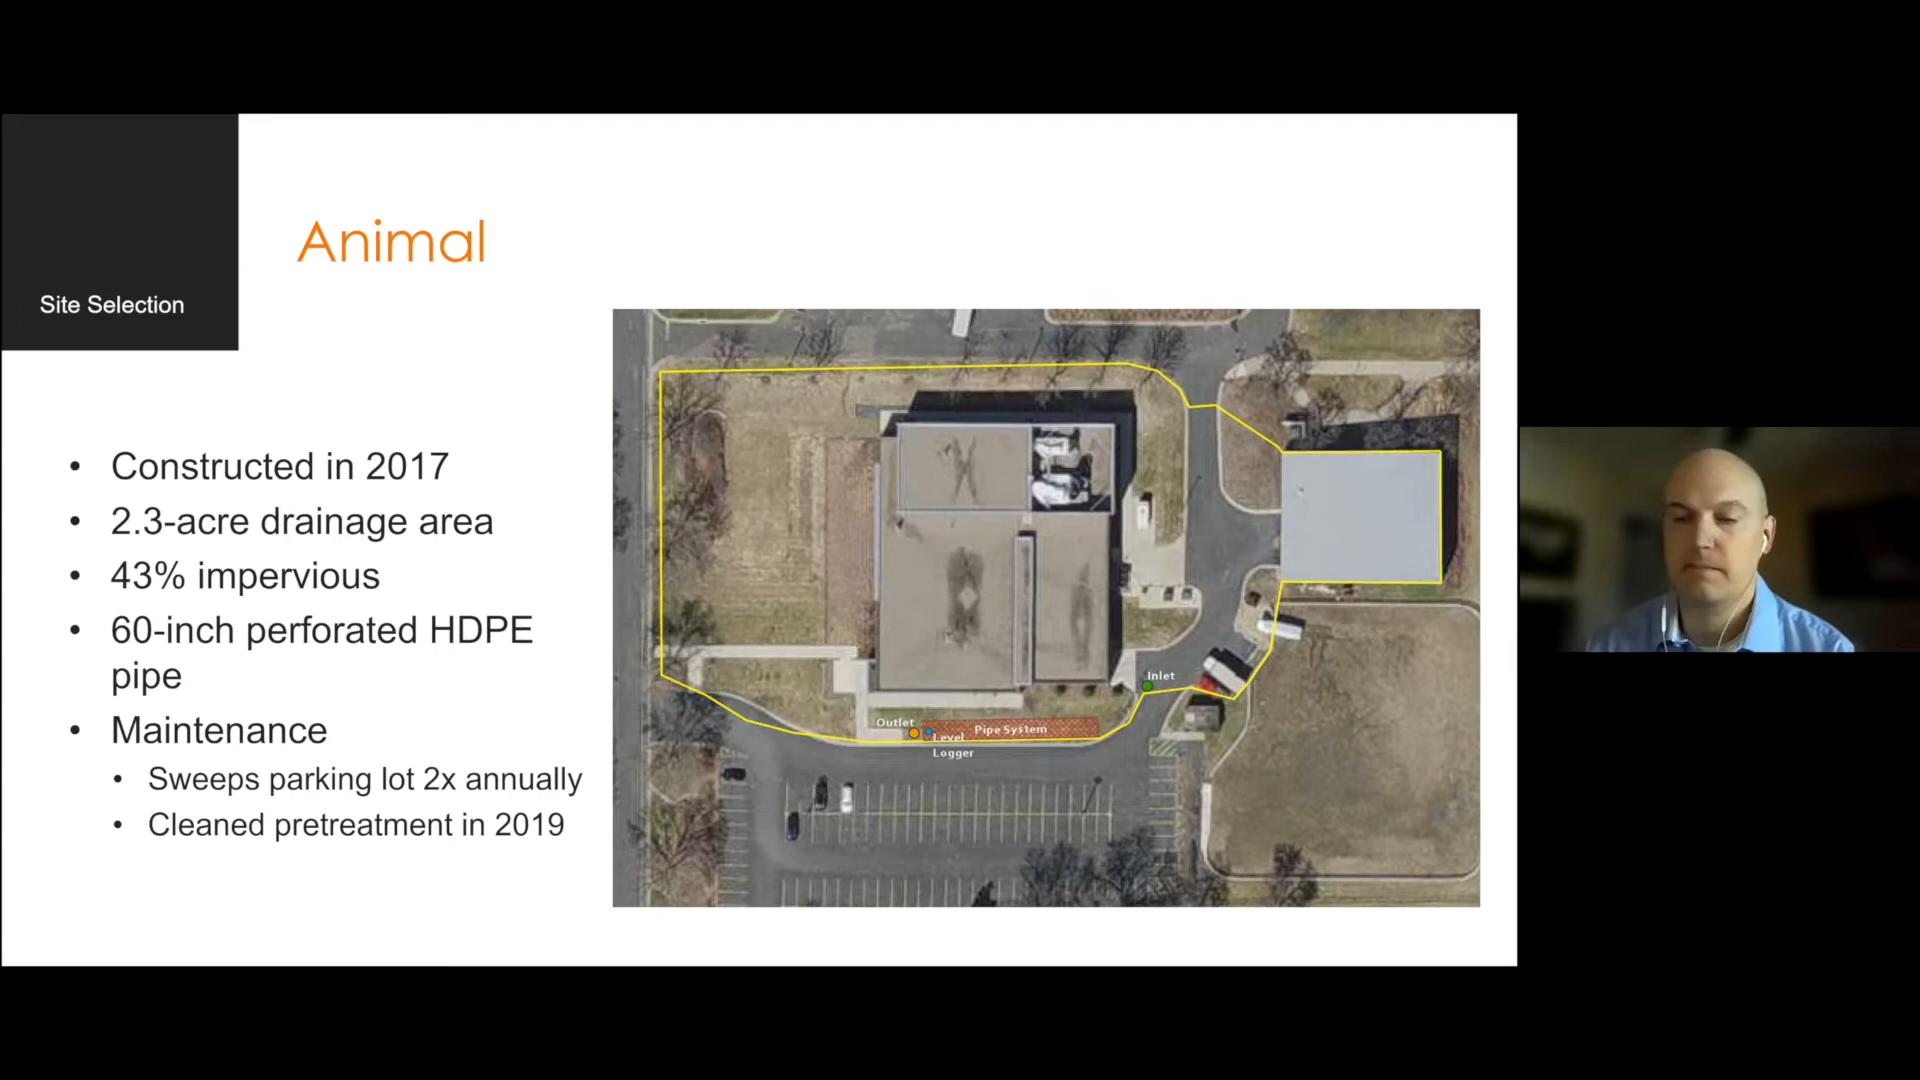 Site Selection
Animal
• Constructed in 2017
• 2.3-acre drainage area
• 43% impervious
• 60-inch perforated HDPE
pipe
• Maintenance
• Sweeps parking lot 2x annually
• Cleaned pretreatment in 2019
Inlet
Outlet
Pipe System
Level
Logger